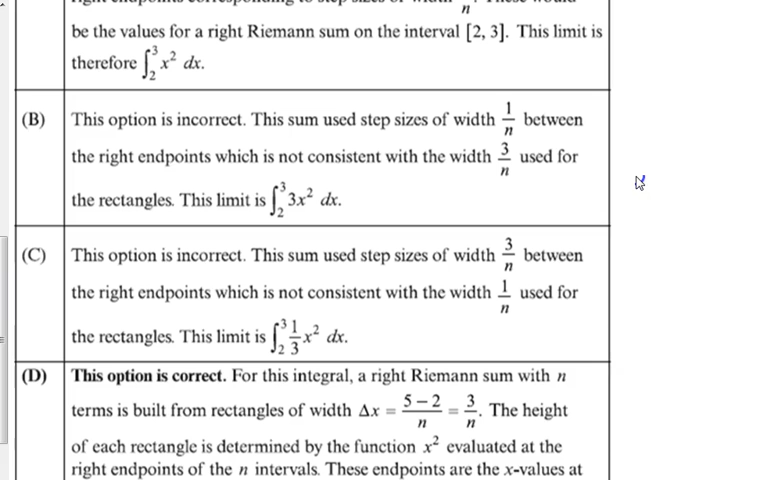 n
be the values for a right Riemann sum on the interval [2, 3]. This limit is
therefore ∫₂³ x² dx.
(B) This option is incorrect. This sum used step sizes of width 1/n between
the right endpoints which is not consistent with the width 3/n used for
the rectangles. This limit is ∫₂³ 3x² dx.
(C) This option is incorrect. This sum used step sizes of width 3/n between
the right endpoints which is not consistent with the width 1/n used for
the rectangles. This limit is ∫₂³ 1/3 x² dx.
(D) This option is correct. For this integral, a right Riemann sum with n
terms is built from rectangles of width Δx = (5 − 2)/n = 3/n. The height
of each rectangle is determined by the function x² evaluated at the
right endpoints of the n intervals. These endpoints are the x-values at